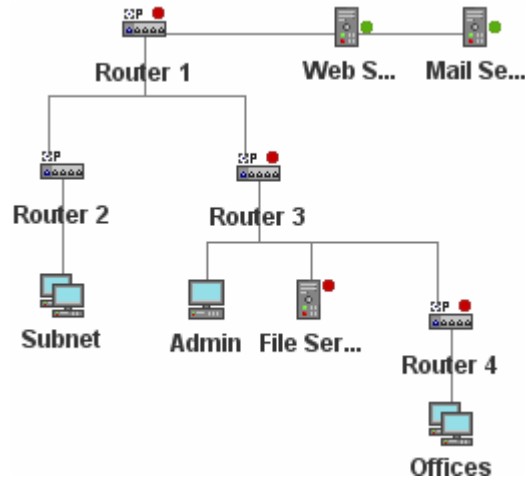 P
Router 1
Web S...
Mail Se...
P
Router 2
P
Router 3
Subnet
Admin
File Ser...
P
Router 4
Offices